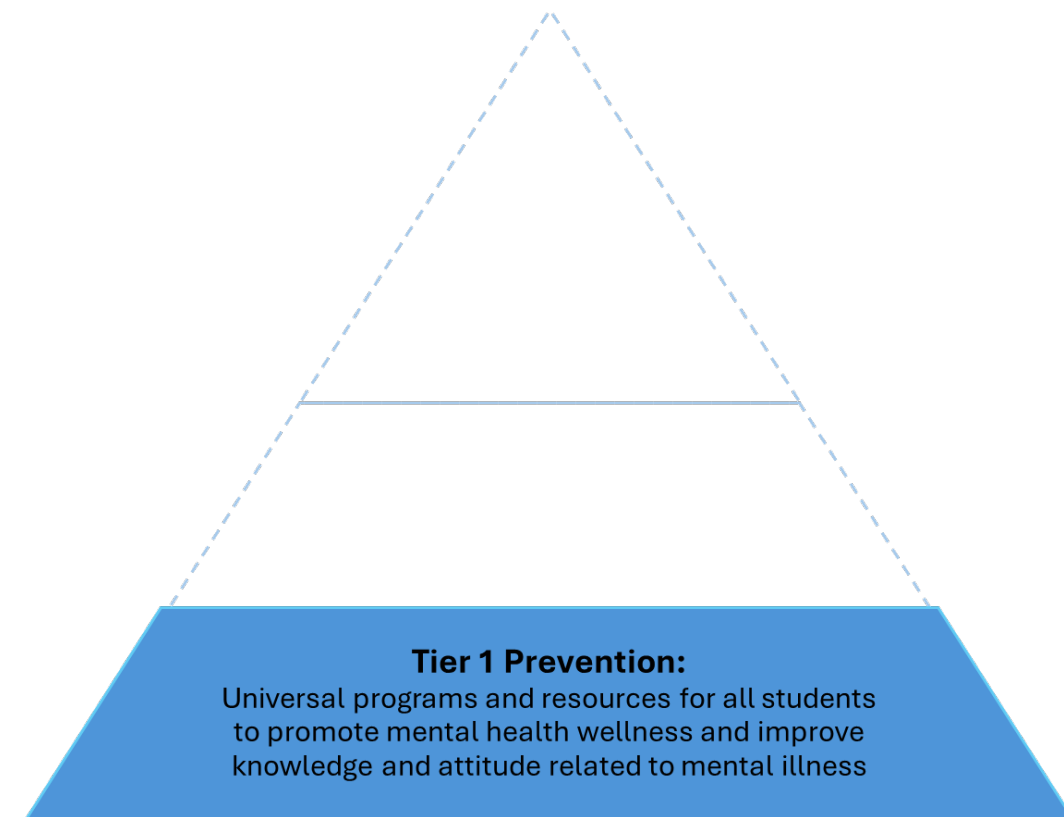 Tier 1 Prevention:
Universal programs and resources for all students
to promote mental health wellness and improve
knowledge and attitude related to mental illness